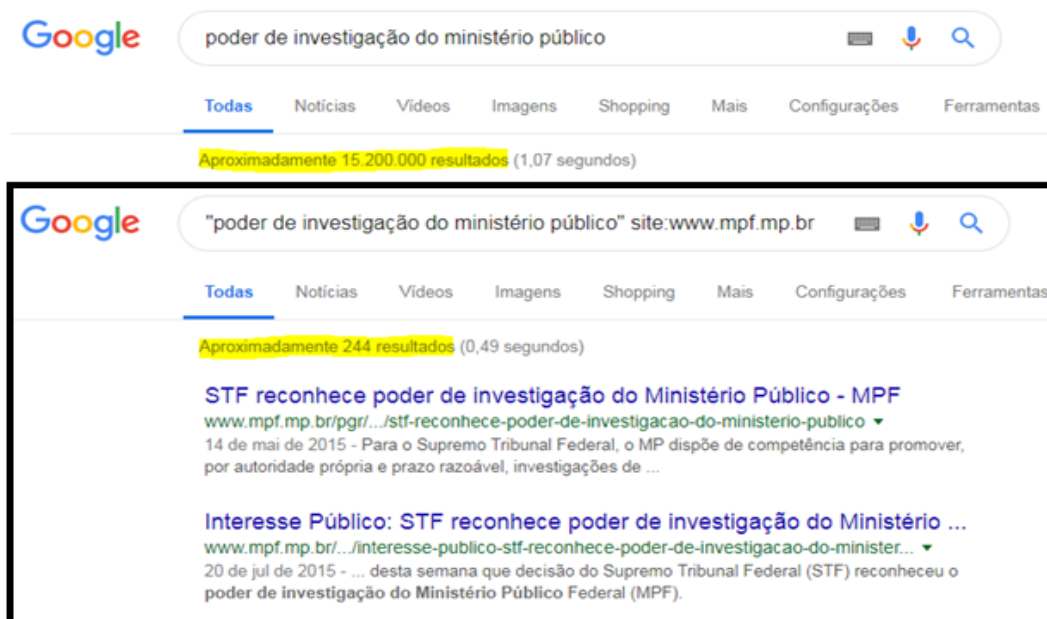 Google
poder de investigação do ministério público
Todas Notícias Vídeos Imagens Shopping Mais Configurações Ferramentas
Aproximadamente 15.200.000 resultados (1,07 segundos)
Google
"poder de investigação do ministério público" site:www.mpf.mp.br
Todas Notícias Vídeos Imagens Shopping Mais Configurações Ferramentas
Aproximadamente 244 resultados (0,49 segundos)
STF reconhece poder de investigação do Ministério Público - MPF
www.mpf.mp.br/pgr/.../stf-reconhece-poder-de-investigacao-do-ministerio-publico
14 de mai de 2015 - Para o Supremo Tribunal Federal, o MP dispõe de competência para promover,
por autoridade própria e prazo razoável, investigações de ...
Interesse Público: STF reconhece poder de investigação do Ministério ...
www.mpf.mp.br/.../interesse-publico-stf-reconhece-poder-de-investigacao-do-minister...
20 de jul de 2015 - ... desta semana que decisão do Supremo Tribunal Federal (STF) reconheceu o
poder de investigação do Ministério Público Federal (MPF).